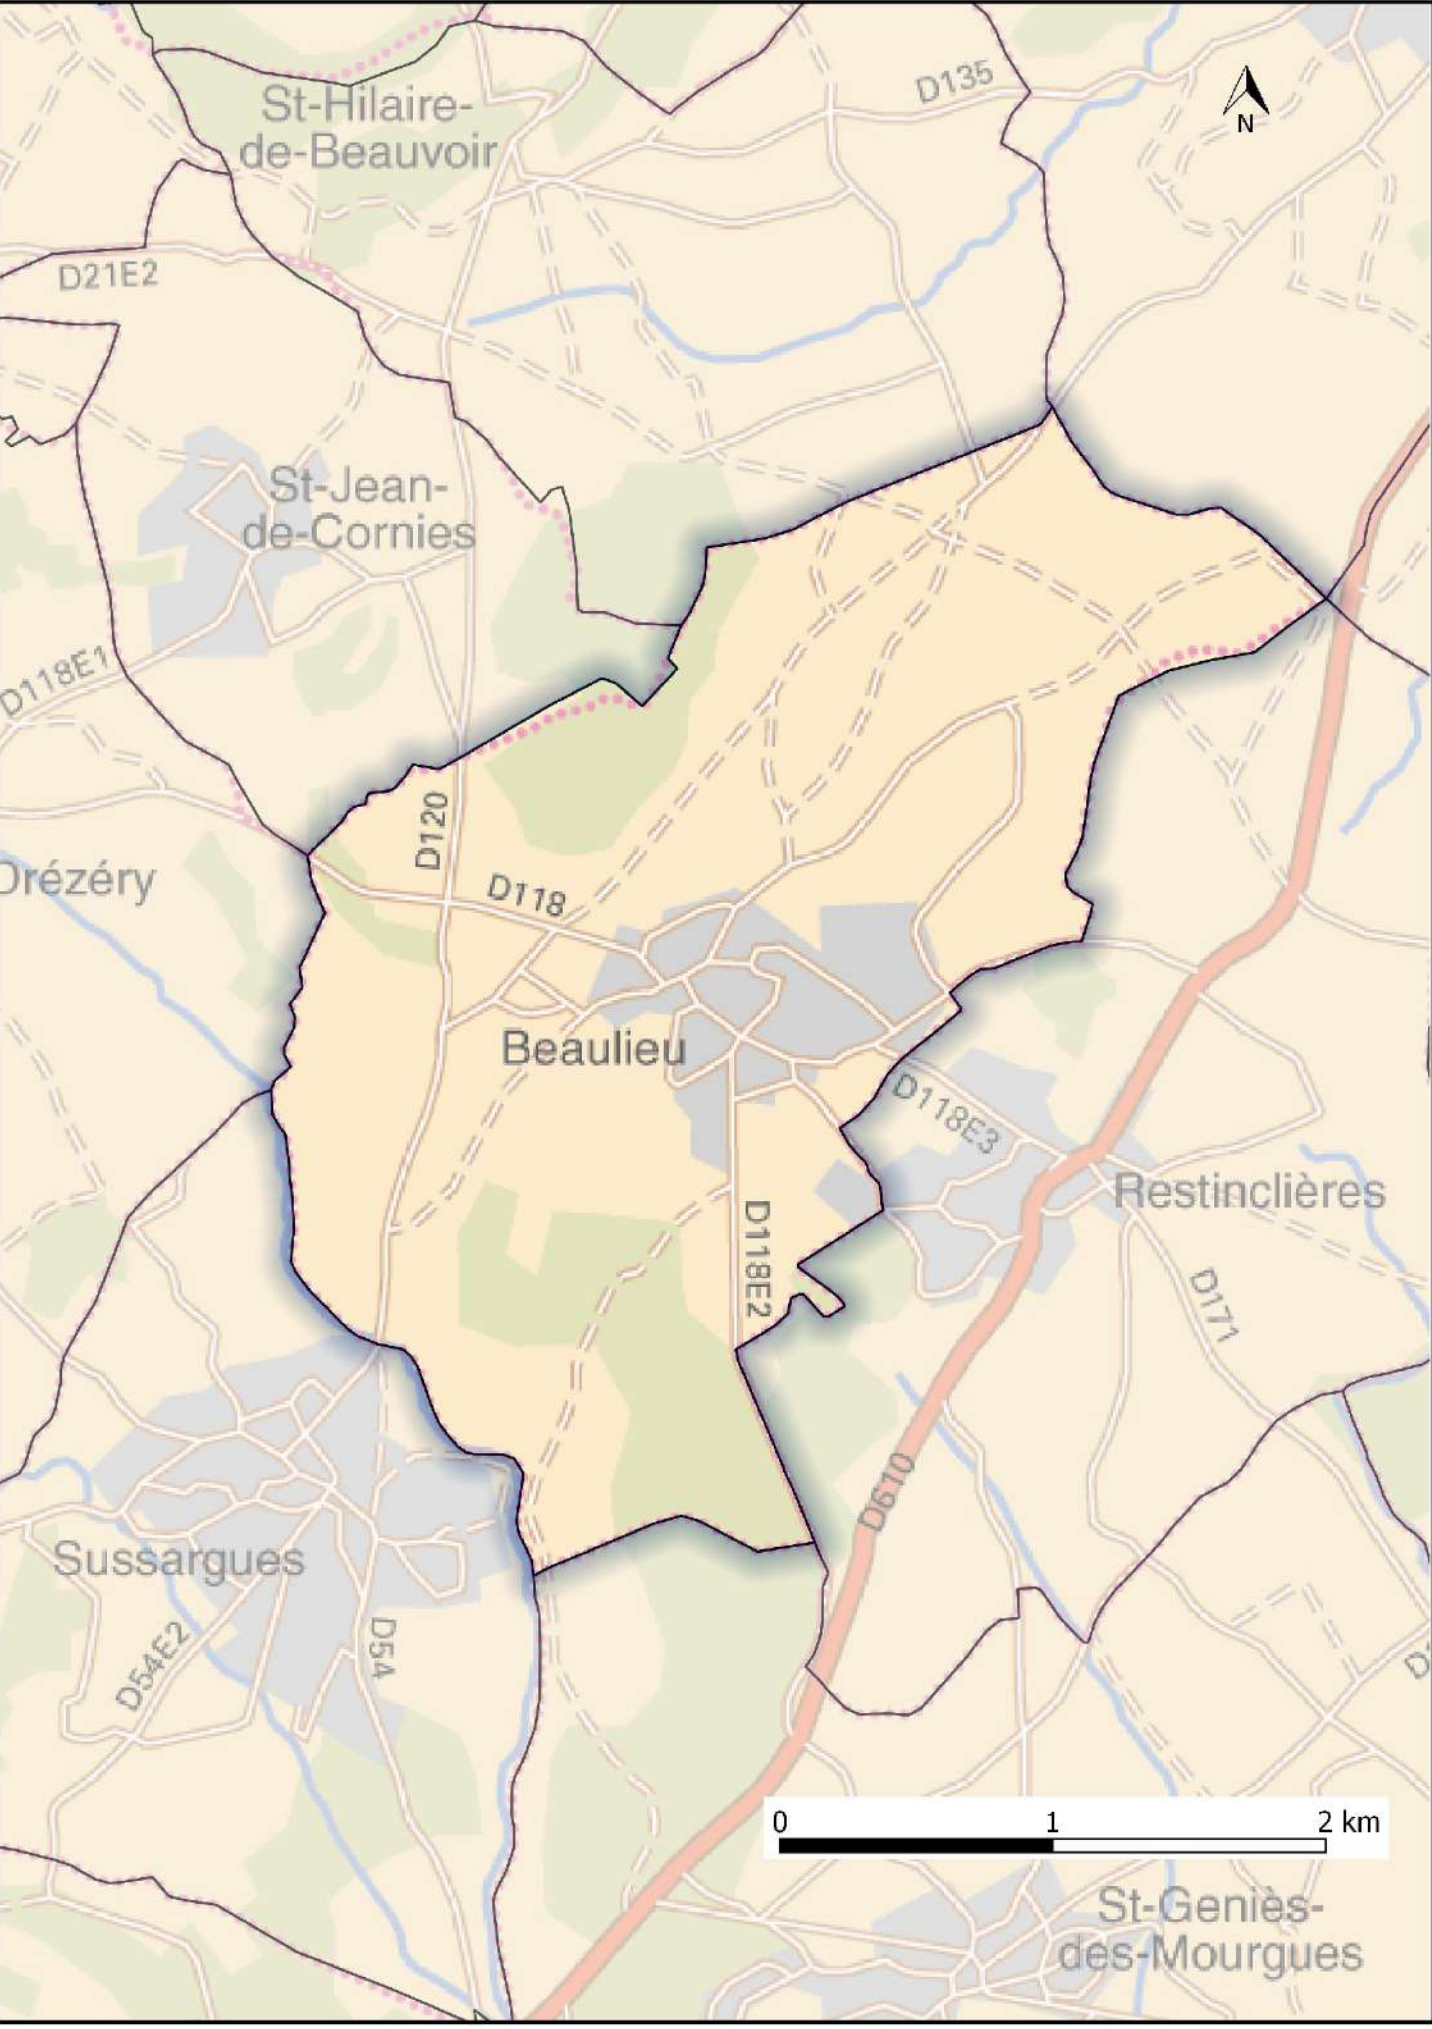 D135
St-Hilaire-
de-Beauvoir
N
D21E2
St-Jean-
de-Cornies
D118E1
D120
D118
Drézéry
Beaulieu
D118E3
Restinclières
D118E2
D171
D610
Sussargues
D54E2
D54
0 1 2 km
St-Geniès-
des-Mourgues